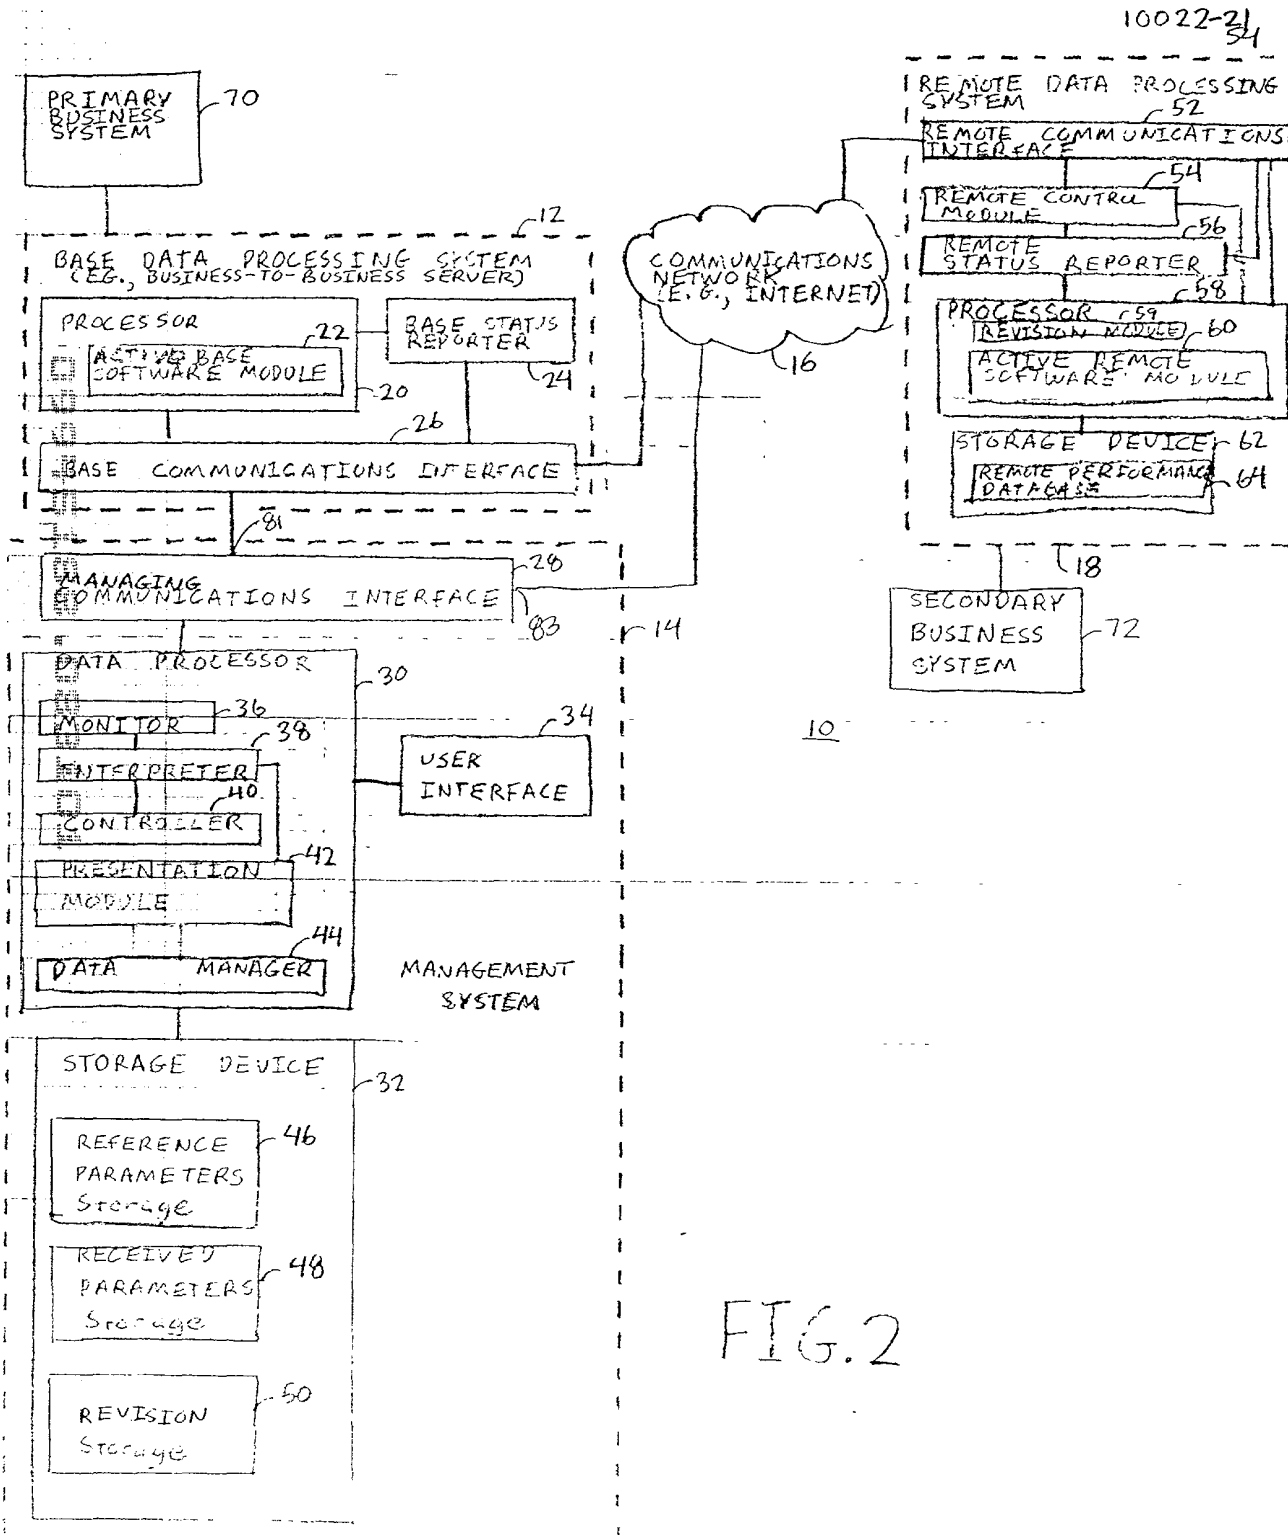 10022-21
54
PRIMARY
BUSINESS
SYSTEM
70
REMOTE DATA PROCESSING
SYSTEM
52
REMOTE COMMUNICATIONS
INTERFACE
54
REMOTE CONTROL
MODULE
56
REMOTE
STATUS REPORTER
58
PROCESSOR
59
REVISION MODULE
60
ACTIVE REMOTE
SOFTWARE MODULE
STORAGE DEVICE
62
REMOTE PERFORMANCE
DATABASE
64
18
SECONDARY
BUSINESS
SYSTEM
72
12
BASE DATA PROCESSING SYSTEM
(E.G., BUSINESS-TO-BUSINESS SERVER)
PROCESSOR
22
ACTIVE BASE
SOFTWARE MODULE
20
BASE STATUS
REPORTER
24
26
BASE COMMUNICATIONS INTERFACE
COMMUNICATIONS
NETWORK
(E.G., INTERNET)
16
81
28
MANAGING
COMMUNICATIONS INTERFACE
83
14
DATA PROCESSOR
30
36
MONITOR
38
INTERPRETER
40
CONTROLLER
42
PRESENTATION
MODULE
44
DATA MANAGER
34
USER
INTERFACE
10
MANAGEMENT
SYSTEM
STORAGE DEVICE
32
REFERENCE
PARAMETERS
Storage
46
RECEIVED
PARAMETERS
Storage
48
REVISION
Storage
50
FIG. 2